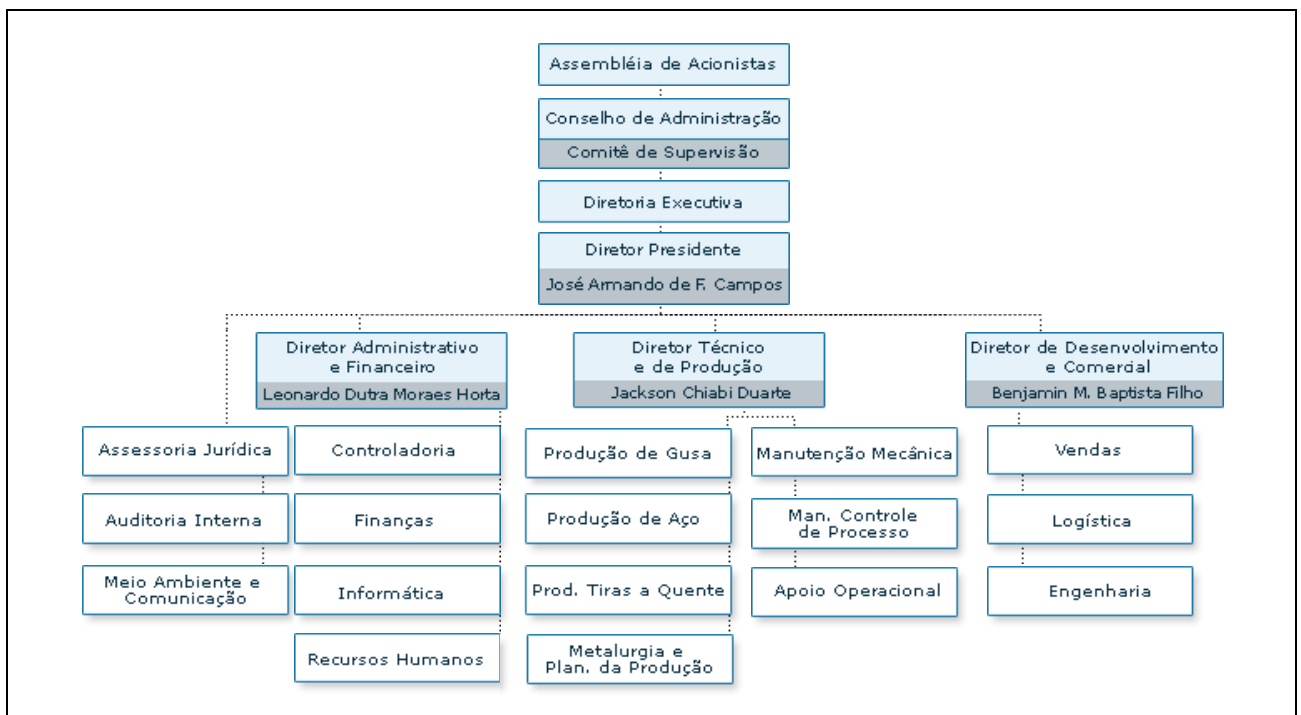 Assembléia de Acionistas
Conselho de Administração
Comitê de Supervisão
Diretoria Executiva
Diretor Presidente
José Armando de F. Campos
Diretor Administrativo
e Financeiro
Leonardo Dutra Moraes Horta
Diretor Técnico
e de Produção
Jackson Chiabi Duarte
Diretor de Desenvolvimento
e Comercial
Benjamin M. Baptista Filho
Assessoria Jurídica
Auditoria Interna
Meio Ambiente e
Comunicação
Controladoria
Finanças
Informática
Recursos Humanos
Produção de Gusa
Produção de Aço
Prod. Tiras a Quente
Metalurgia e
Plan. da Produção
Manutenção Mecânica
Man. Controle
de Processo
Apoio Operacional
Vendas
Logística
Engenharia